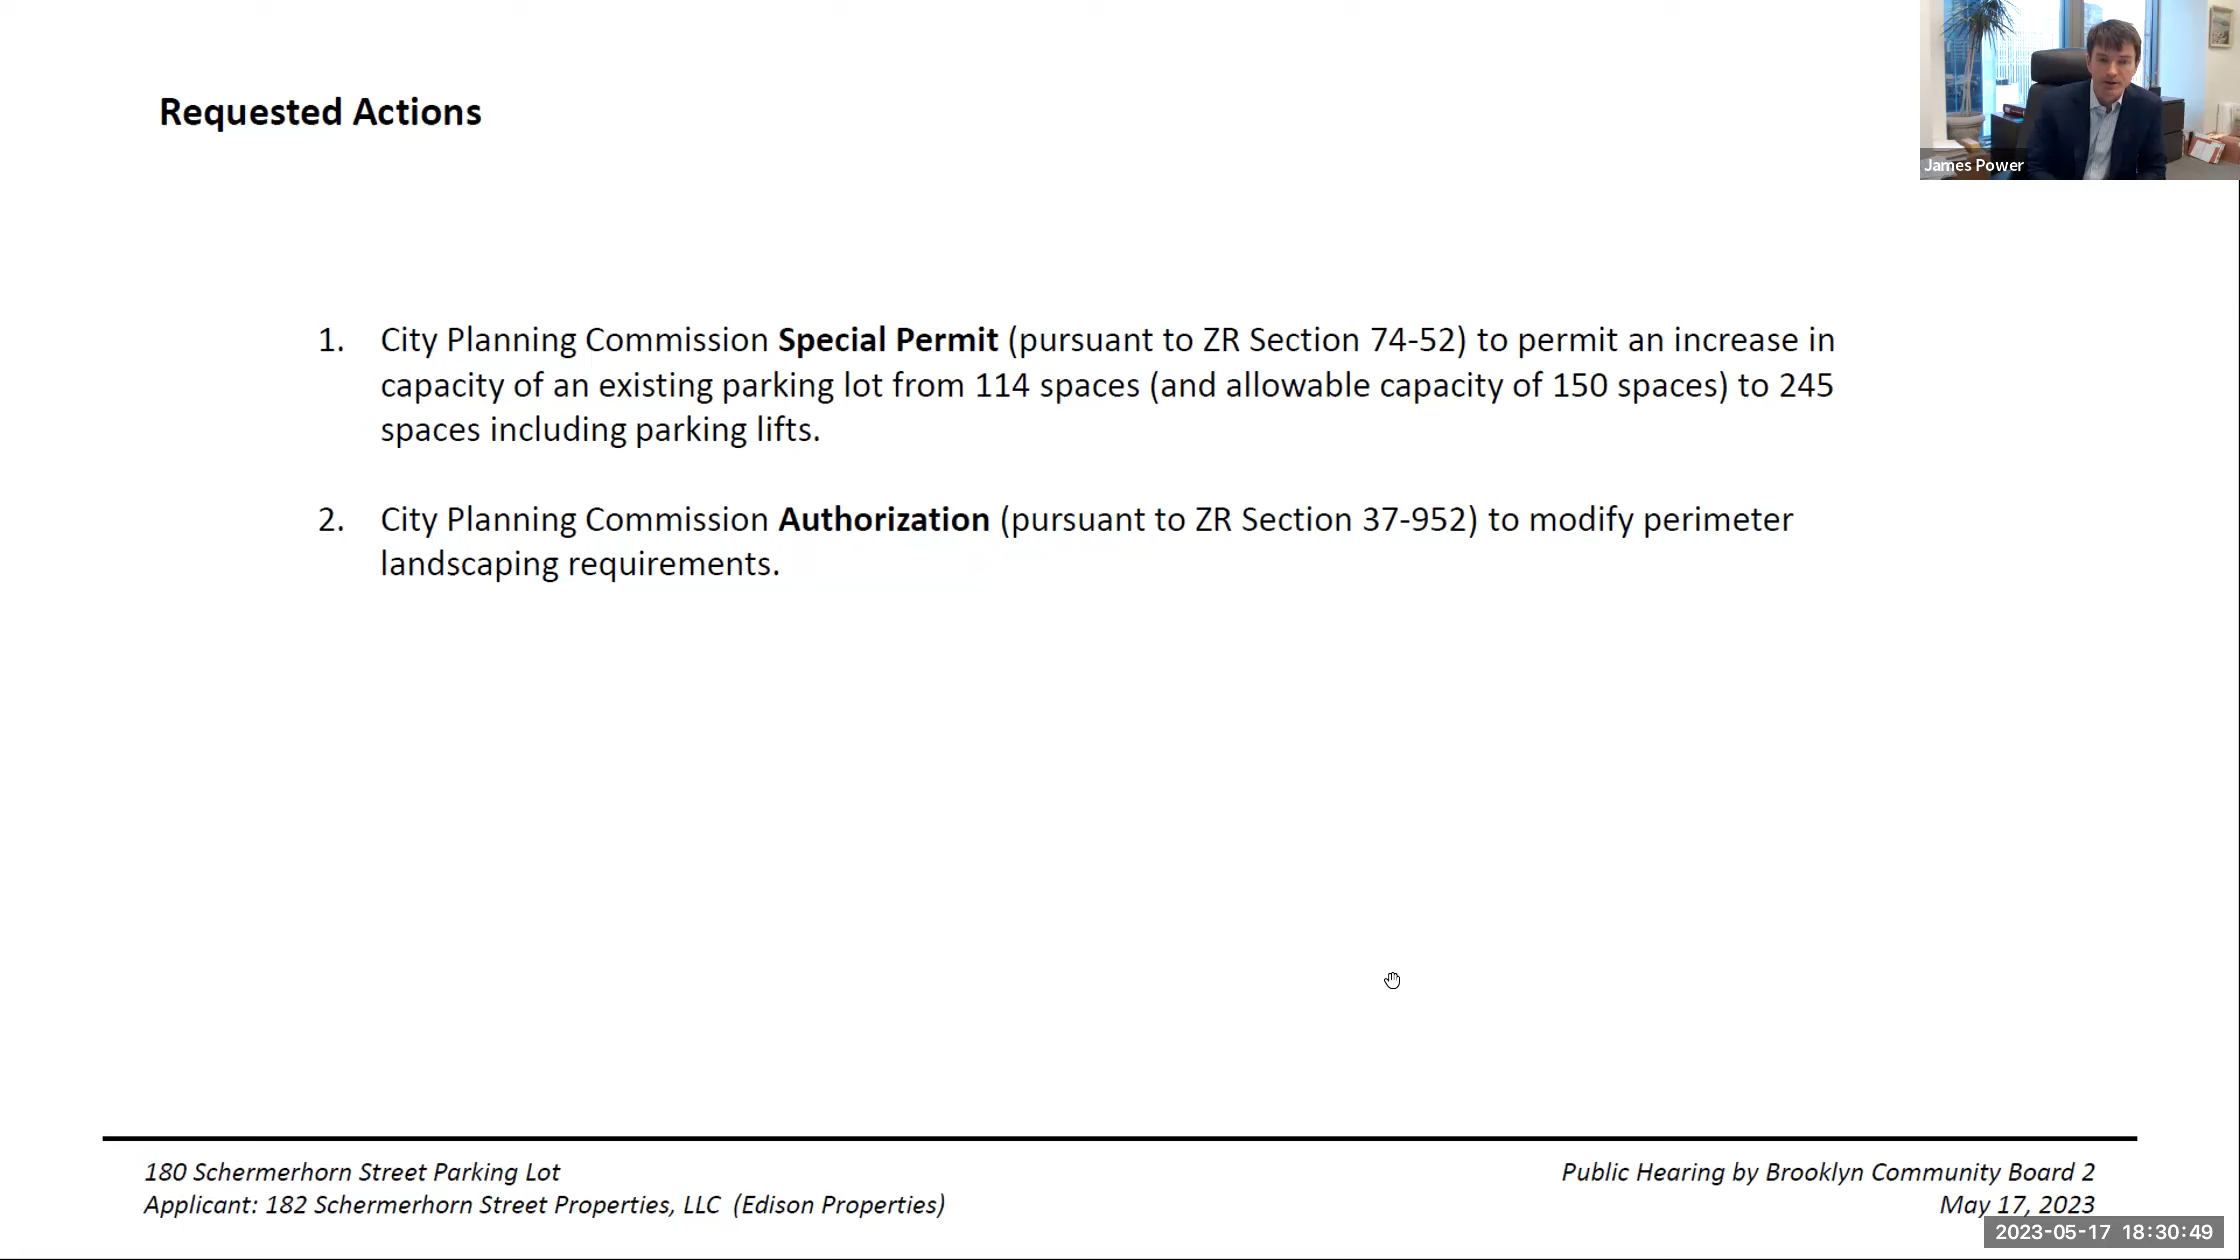 Requested Actions
James Power
1. City Planning Commission Special Permit (pursuant to ZR Section 74-52) to permit an increase in
capacity of an existing parking lot from 114 spaces (and allowable capacity of 150 spaces) to 245
spaces including parking lifts.
2. City Planning Commission Authorization (pursuant to ZR Section 37-952) to modify perimeter
landscaping requirements.
180 Schermerhorn Street Parking Lot
Applicant: 182 Schermerhorn Street Properties, LLC (Edison Properties)
Public Hearing by Brooklyn Community Board 2
May 17, 2023
2023-05-17 18:30:49